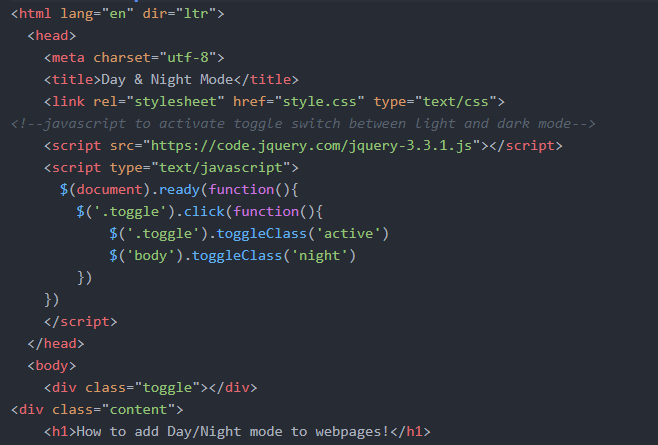 <html lang="en" dir="ltr">
<head>
<meta charset="utf-8">
<title>Day & Night Mode</title>
<link rel="stylesheet" href="style.css" type="text/css">
<!--javascript to activate toggle switch between light and dark mode-->
<script src="https://code.jquery.com/jquery-3.3.1.js"></script>
<script type="text/javascript">
$(document).ready(function(){
$('.toggle').click(function(){
$('.toggle').toggleClass('active')
$('body').toggleClass('night')
})
})
</script>
</head>
<body>
<div class="toggle"></div>
<div class="content">
<h1>How to add Day/Night mode to webpages!</h1>